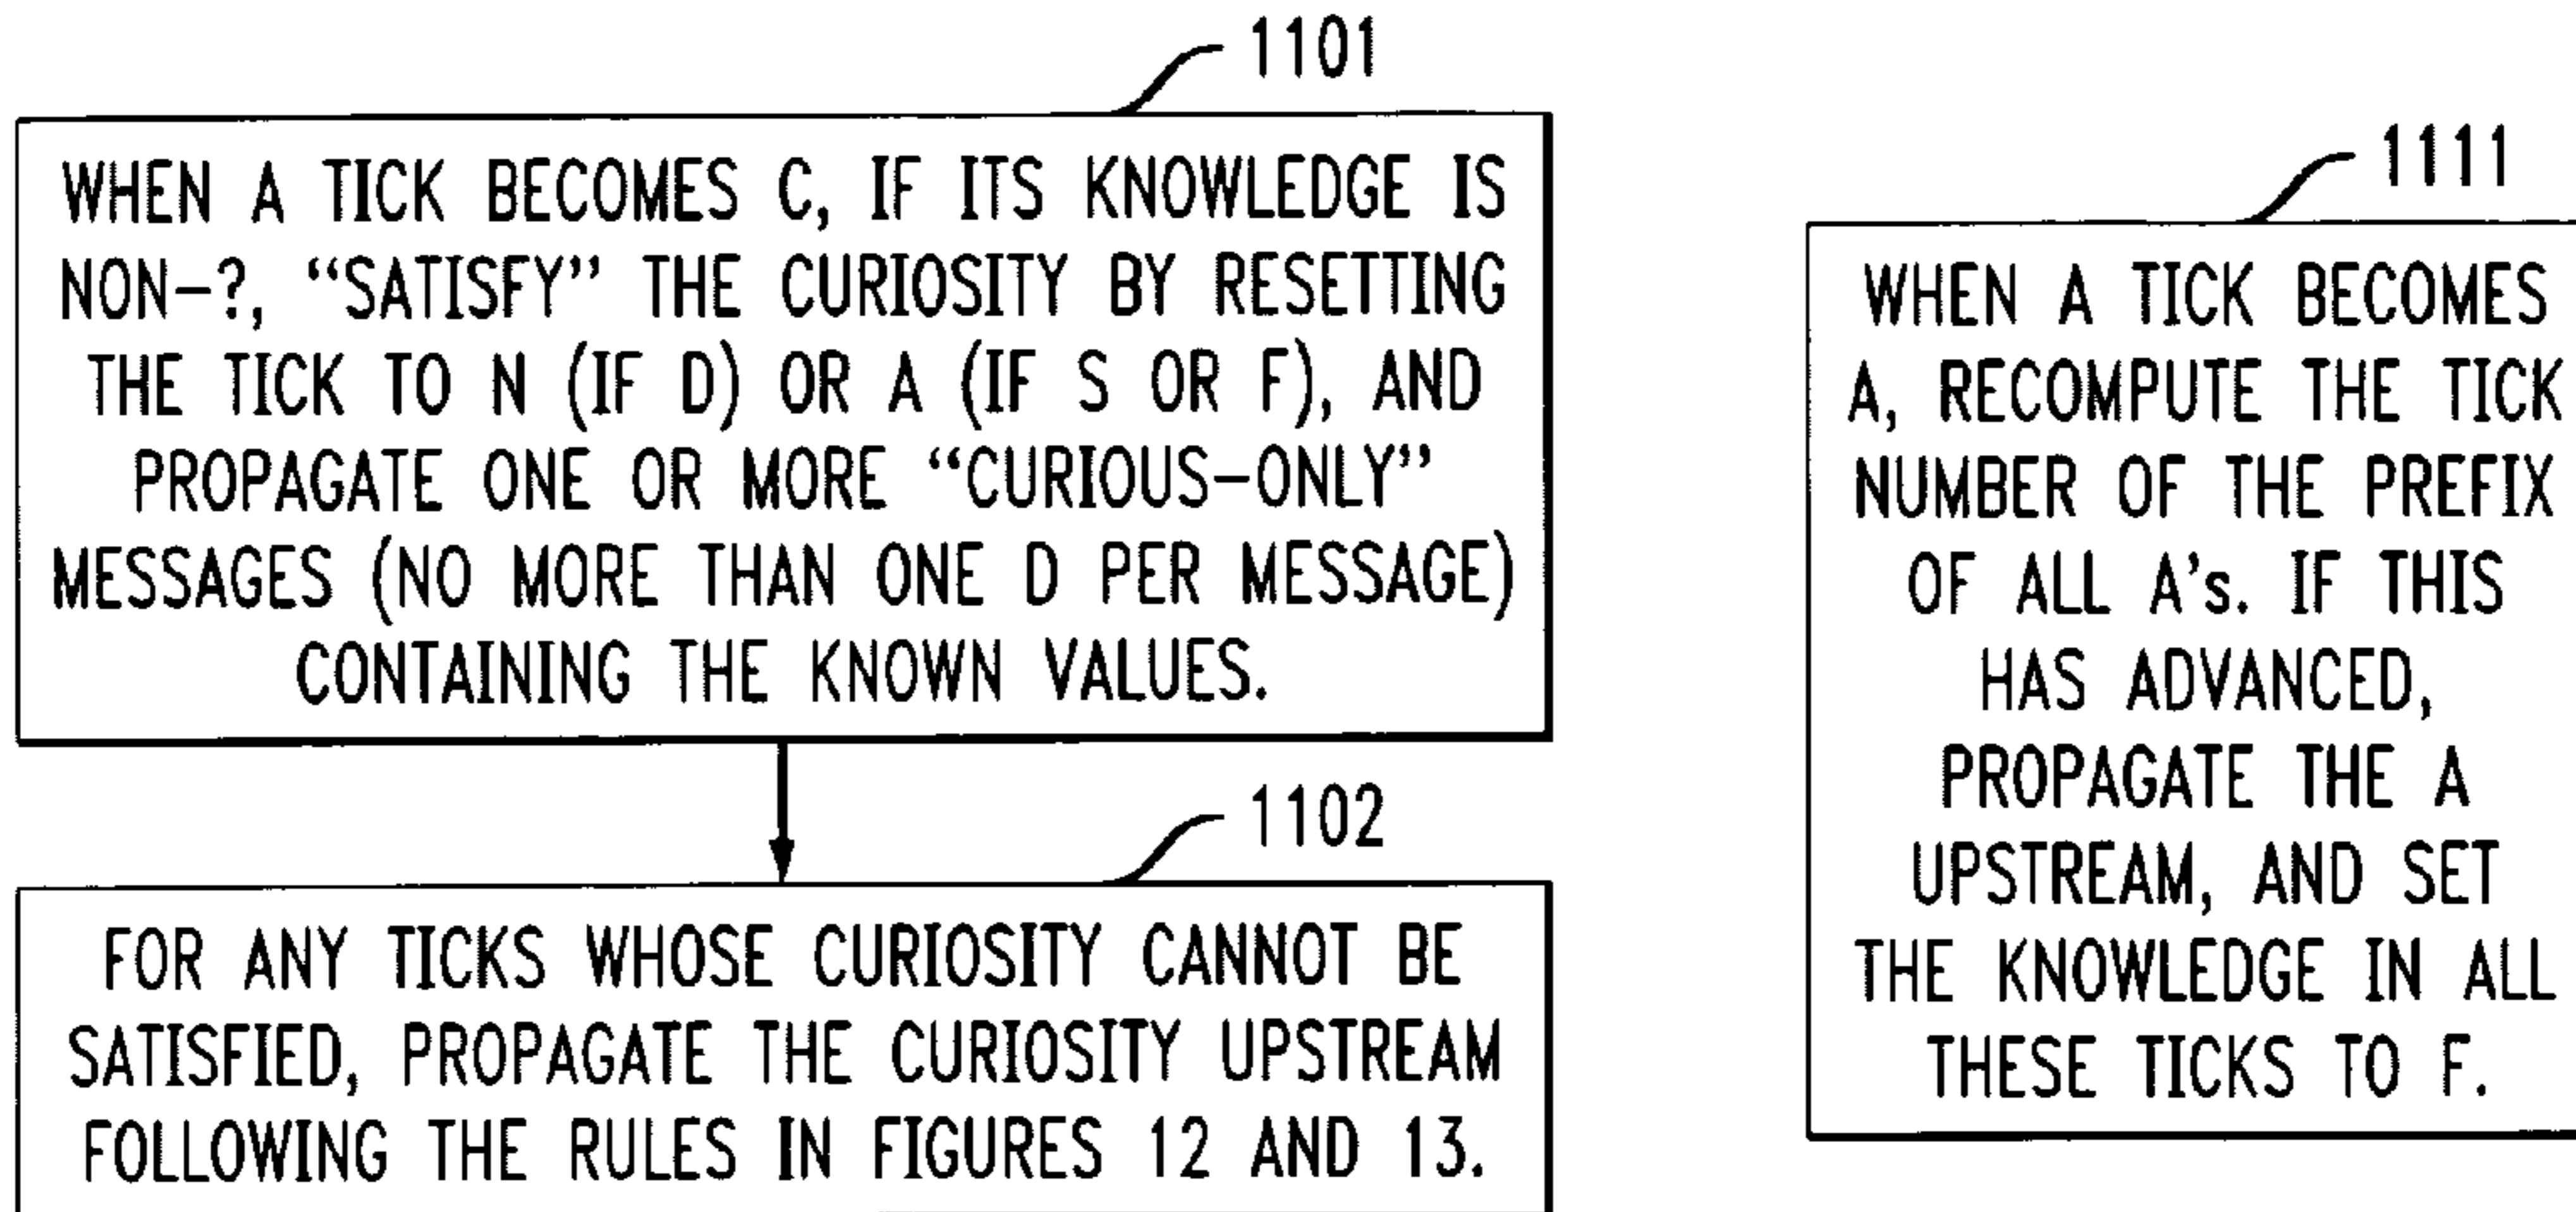 1101
WHEN A TICK BECOMES C, IF ITS KNOWLEDGE IS
NON-?, “SATISFY” THE CURIOSITY BY RESETTING
THE TICK TO N (IF D) OR A (IF S OR F), AND
PROPAGATE ONE OR MORE “CURIOUS-ONLY”
MESSAGES (NO MORE THAN ONE D PER MESSAGE)
CONTAINING THE KNOWN VALUES.
1102
FOR ANY TICKS WHOSE CURIOSITY CANNOT BE
SATISFIED, PROPAGATE THE CURIOSITY UPSTREAM
FOLLOWING THE RULES IN FIGURES 12 AND 13.
1111
WHEN A TICK BECOMES
A, RECOMPUTE THE TICK
NUMBER OF THE PREFIX
OF ALL A's. IF THIS
HAS ADVANCED,
PROPAGATE THE A
UPSTREAM, AND SET
THE KNOWLEDGE IN ALL
THESE TICKS TO F.